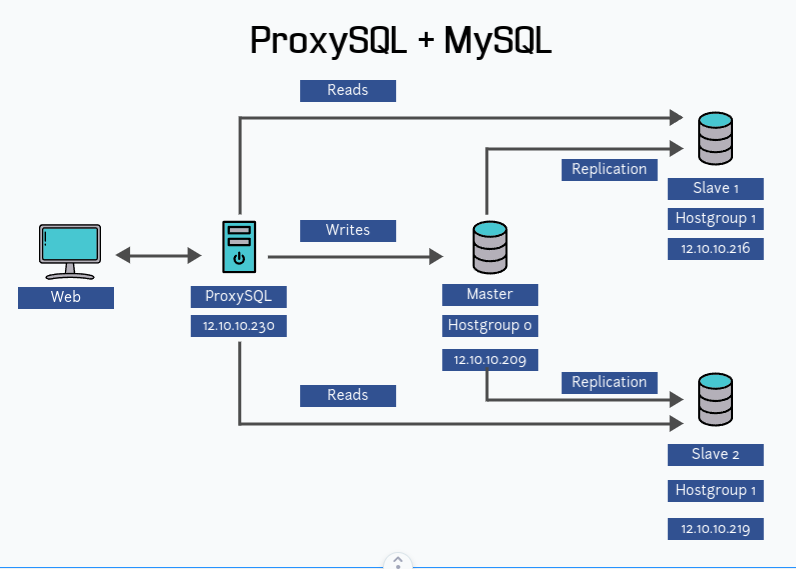 ProxySQL + MySQL
Reads
Replication
Slave 1
Hostgroup 1
12.10.10.216
Writes
Web
ProxySQL
12.10.10.230
Master
Hostgroup 0
12.10.10.209
Replication
Reads
Slave 2
Hostgroup 1
12.10.10.219